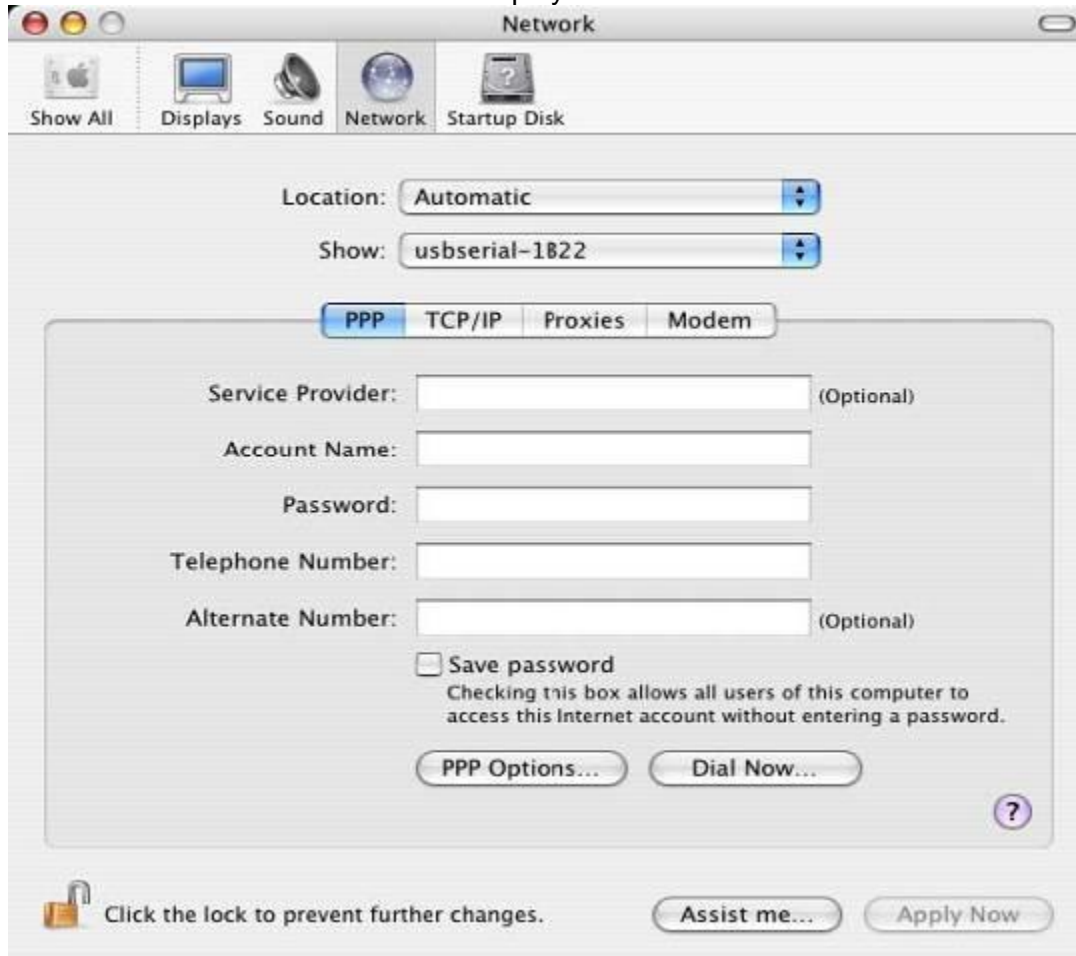 Network
Show All
Displays
Sound
Network
Startup Disk
Location: Automatic
Show: usbserial-1B22
PPP
TCP/IP
Proxies
Modem
Service Provider: (Optional)
Account Name:
Password:
Telephone Number:
Alternate Number: (Optional)
Save password
Checking this box allows all users of this computer to
access this Internet account without entering a password.
PPP Options...
Dial Now...
?
Click the lock to prevent further changes.
Assist me...
Apply Now